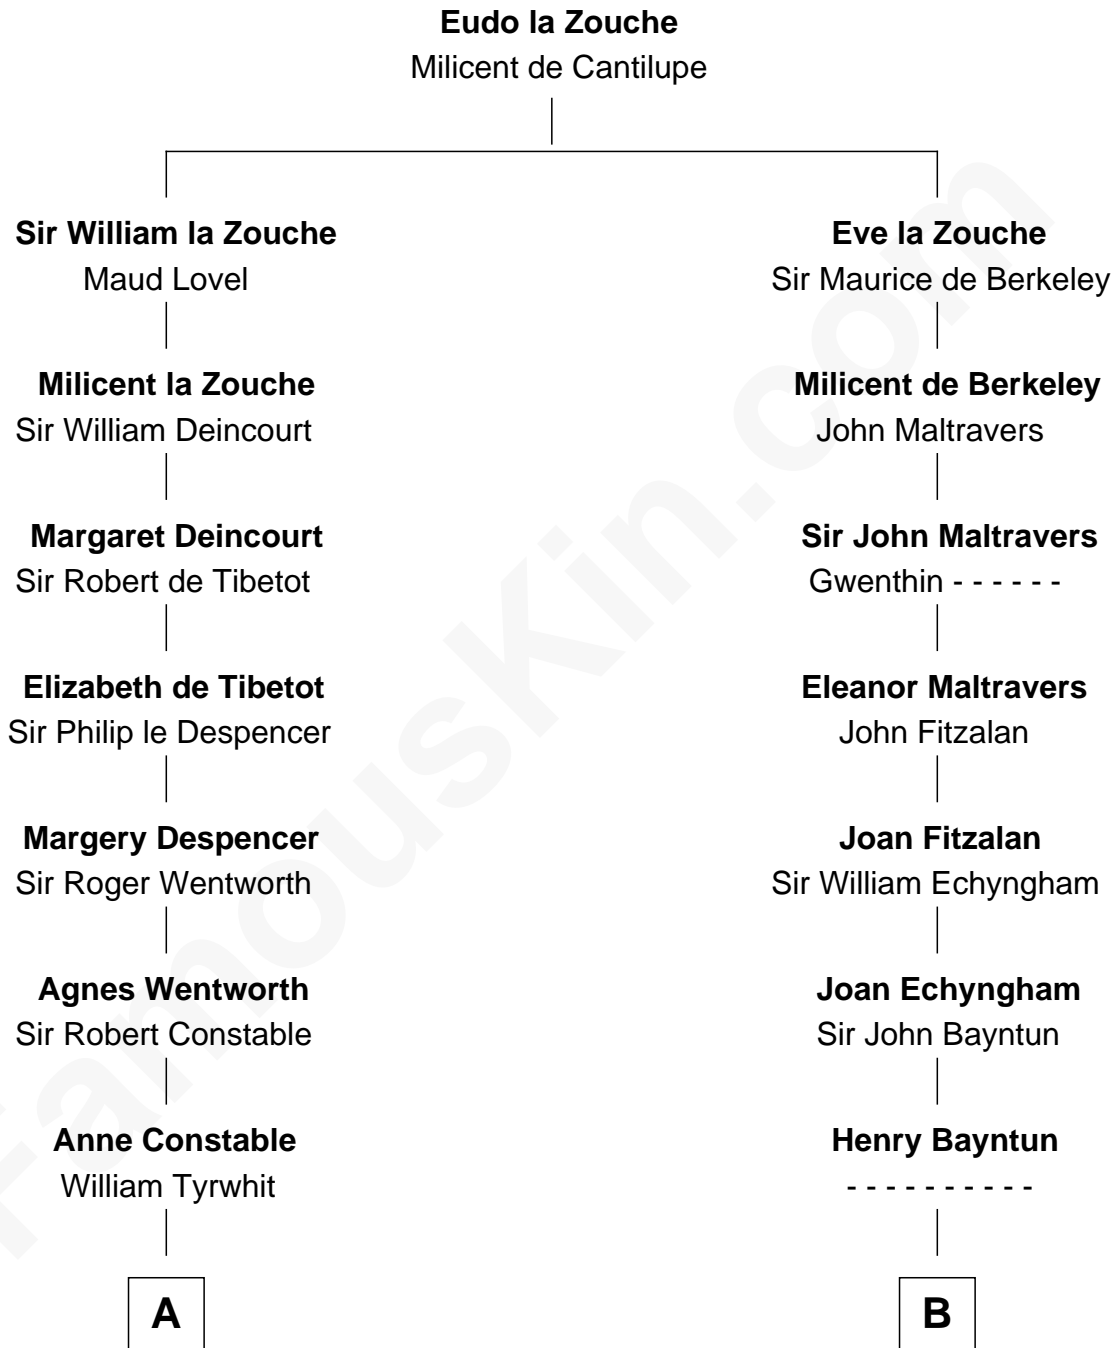 Eudo la Zouche
Milicent de Cantilupe
Sir William la Zouche
Maud Lovel
Milicent la Zouche
Sir William Deincourt
Margaret Deincourt
Sir Robert de Tibetot
Elizabeth de Tibetot
Sir Philip le Despencer
Margery Despencer
Sir Roger Wentworth
Agnes Wentworth
Sir Robert Constable
Anne Constable
William Tyrwhit
A
Eve la Zouche
Sir Maurice de Berkeley
Milicent de Berkeley
John Maltravers
Sir John Maltravers
Gwenthin - - - - - -
Eleanor Maltravers
John Fitzalan
Joan Fitzalan
Sir William Echyngham
Joan Echyngham
Sir John Bayntun
Henry Bayntun
- - - - - - - - - -
B
FamousKin.com